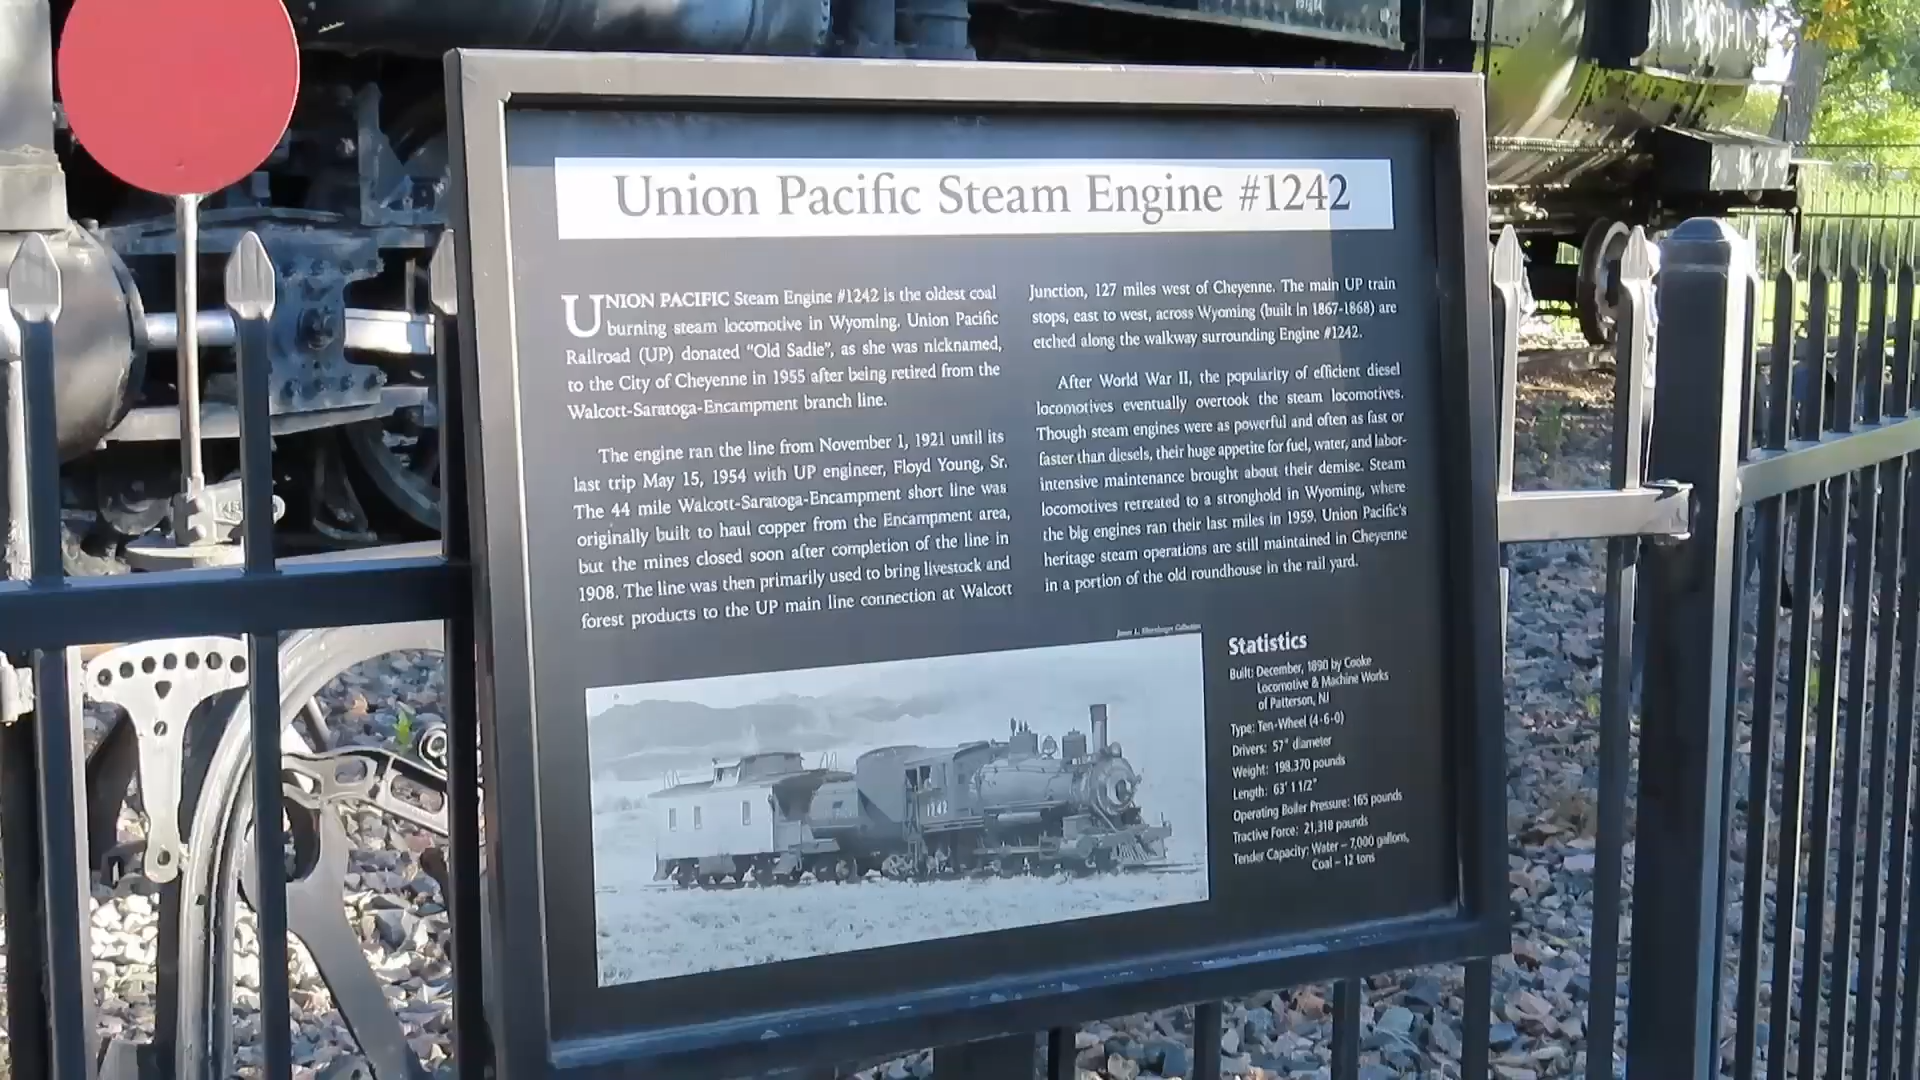 N PACIFIC
Union Pacific Steam Engine #1242
UNION PACIFIC Steam Engine #1242 is the oldest coal
burning steam locomotive in Wyoming. Union Pacific
Railroad (UP) donated "Old Sadie", as she was nicknamed,
to the City of Cheyenne in 1955 after being retired from the
Walcott-Saratoga-Encampment branch line.
The engine ran the line from November 1, 1921 until its
last trip May 15, 1954 with UP engineer, Floyd Young, Sr.
The 44 mile Walcott-Saratoga-Encampment short line was
originally built to haul copper from the Encampment area,
but the mines closed soon after completion of the line in
1908. The line was then primarily used to bring livestock and
forest products to the UP main line connection at Walcott
Junction, 127 miles west of Cheyenne. The main UP train
stops, east to west, across Wyoming (built in 1867-1868) are
etched along the walkway surrounding Engine #1242.
After World War II, the popularity of efficient diesel
locomotives eventually overtook the steam locomotives.
Though steam engines were as powerful and often as fast or
faster than diesels, their huge appetite for fuel, water, and labor-
intensive maintenance brought about their demise. Steam
locomotives retreated to a stronghold in Wyoming, where
the big engines ran their last miles in 1959. Union Pacific's
heritage steam operations are still maintained in Cheyenne
in a portion of the old roundhouse in the rail yard.
Collection
1242
Statistics
Built: December, 1890 by Cooke
Locomotive & Machine Works
of Patterson, NJ
Type: Ten-Wheel (4-6-0)
Drivers: 57" diameter
Weight: 198,370 pounds
Length: 63' 1 1/2"
Operating Boiler Pressure: 165 pounds
Tractive Force: 21,318 pounds
Tender Capacity: Water – 7,000 gallons,
Coal – 12 tons